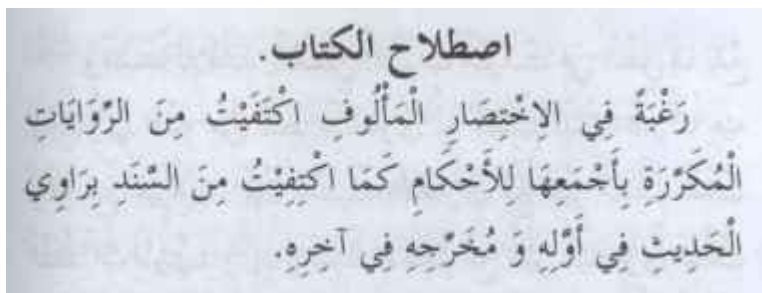 اصطلاح الكتاب.
رَغْبَةً فِي الاِخْتِصَارِ الْمَأْلُوفِ اكْتَفَيْتُ مِنَ الرِّوَايَاتِ
الْمُكَرَّرَةِ بِأَجْمَعِهَا لِلأَحْكَامِ كَمَا اكْتِفِيْتُ مِنَ السَّنَدِ بِرَاوِي
الْحَدِيثِ فِي أَوَّلِهِ وَ مُخَرِّجِهِ فِي آخِرِهِ.